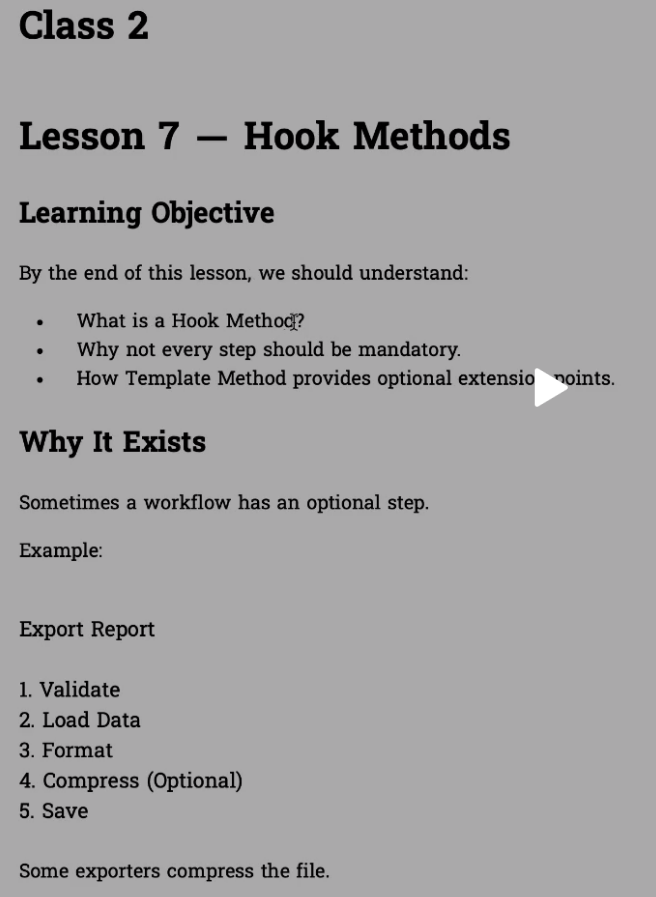 Class 2
Lesson 7 — Hook Methods
Learning Objective
By the end of this lesson, we should understand:
• What is a Hook Method?
• Why not every step should be mandatory.
• How Template Method provides optional extension points.
Why It Exists
Sometimes a workflow has an optional step.
Example:
Export Report
1. Validate
2. Load Data
3. Format
4. Compress (Optional)
5. Save
Some exporters compress the file.